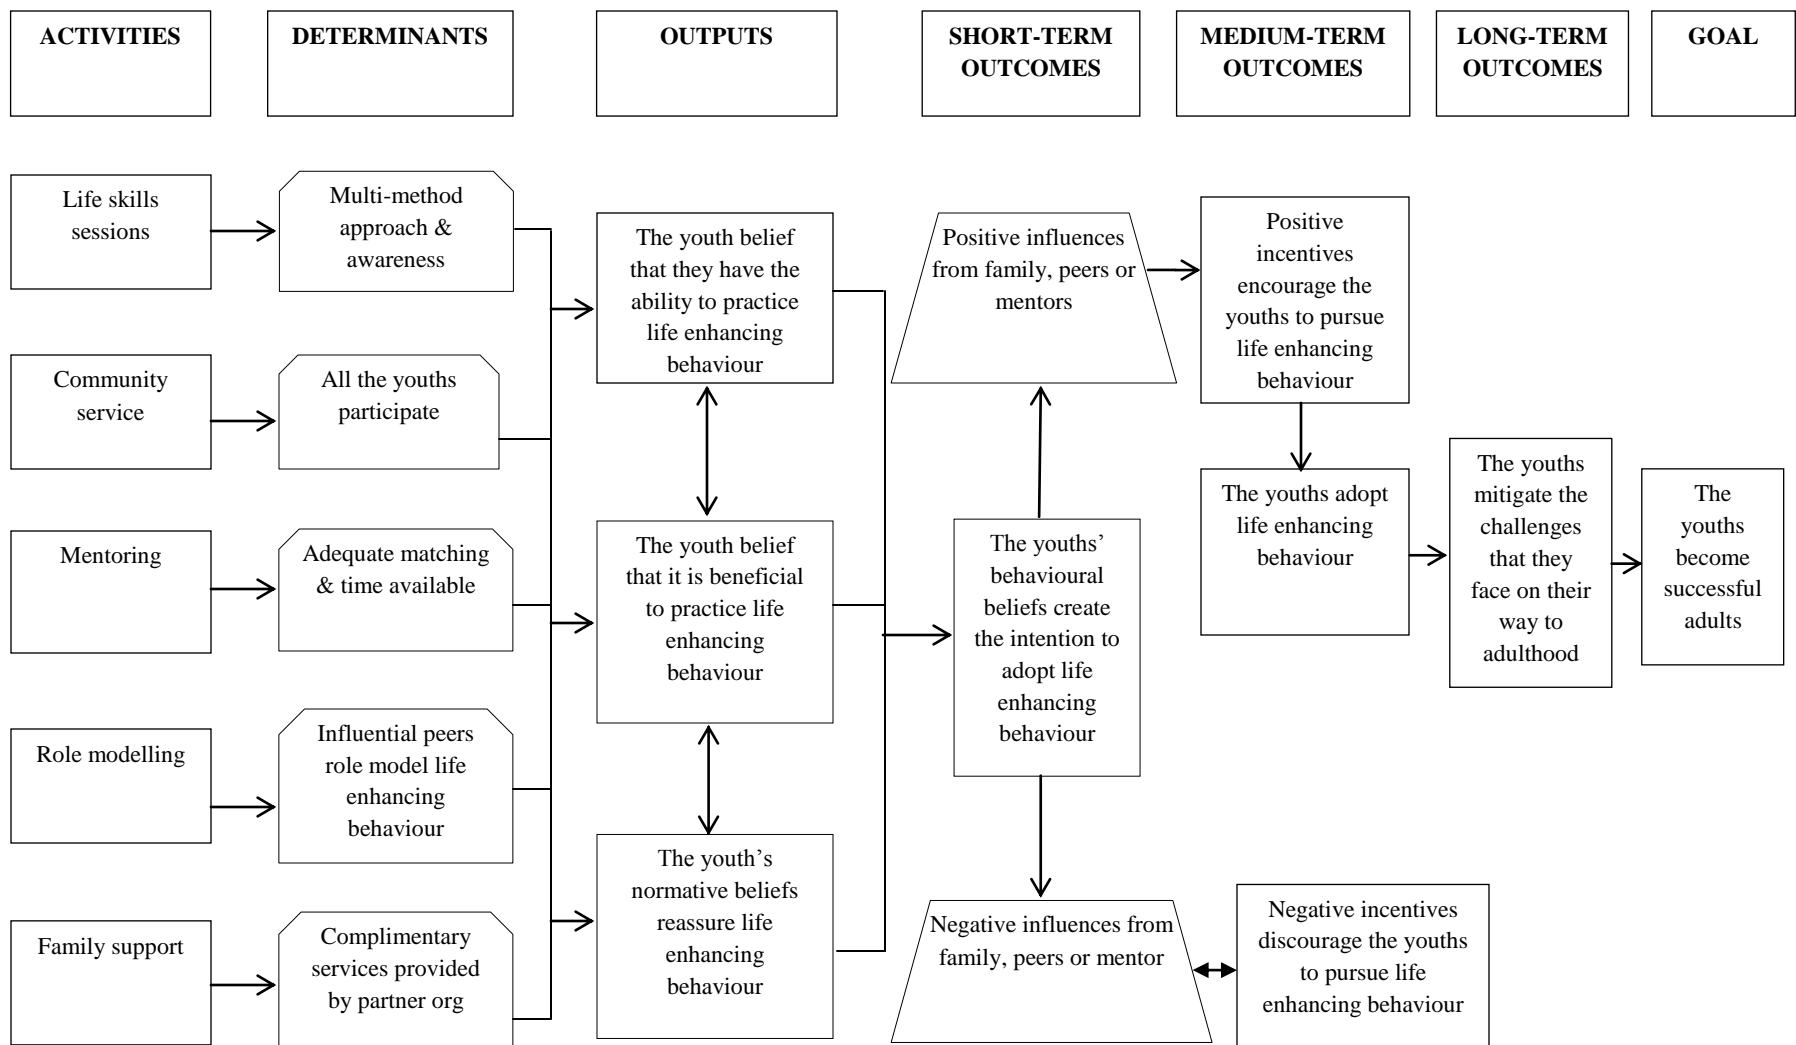 ACTIVITIES
DETERMINANTS
OUTPUTS
SHORT-TERM
OUTCOMES
MEDIUM-TERM
OUTCOMES
LONG-TERM
OUTCOMES
GOAL
Life skills
sessions
Multi-method
approach &
awareness
The youth belief
that they have the
ability to practice
life enhancing
behaviour
Positive influences
from family, peers or
mentors
Positive
incentives
encourage the
youths to pursue
life enhancing
behaviour
Community
service
All the youths
participate
Mentoring
Adequate matching
& time available
The youth belief
that it is beneficial
to practice life
enhancing
behaviour
The youths’
behavioural
beliefs create
the intention to
adopt life
enhancing
behaviour
The youths adopt
life enhancing
behaviour
The youths
mitigate the
challenges
that they
face on their
way to
adulthood
The
youths
become
successful
adults
Role modelling
Influential peers
role model life
enhancing
behaviour
The youth’s
normative beliefs
reassure life
enhancing
behaviour
Family support
Complimentary
services provided
by partner org
Negative influences from
family, peers or mentor
Negative incentives
discourage the youths
to pursue life
enhancing behaviour